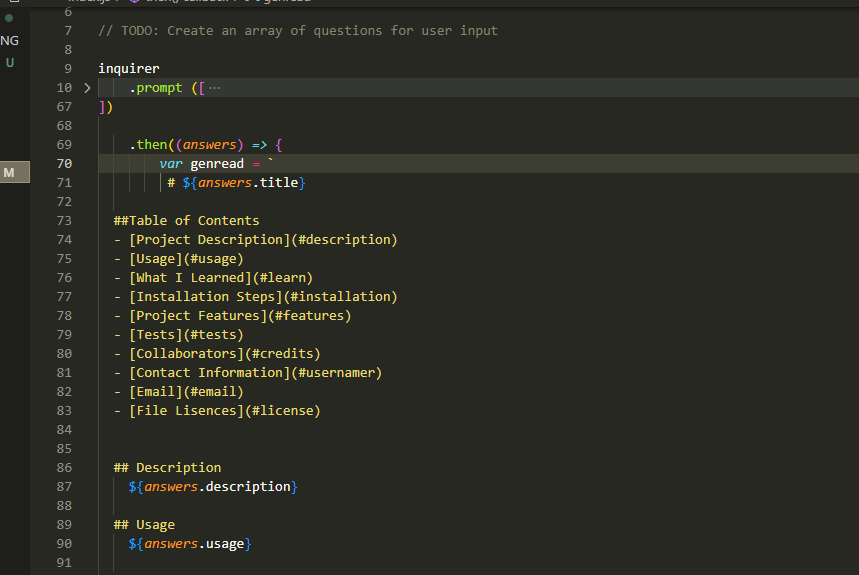 NG
U
M
6
7 // TODO: Create an array of questions for user input
8
9 inquirer
10 > .prompt ([ ···
67 ])
68
69 .then((answers) => {
70 var genread = `
71 # ${answers.title}
72
73 ##Table of Contents
74 - [Project Description](#description)
75 - [Usage](#usage)
76 - [What I Learned](#learn)
77 - [Installation Steps](#installation)
78 - [Project Features](#features)
79 - [Tests](#tests)
80 - [Collaborators](#credits)
81 - [Contact Information](#usernamer)
82 - [Email](#email)
83 - [File Lisences](#license)
84
85
86 ## Description
87 ${answers.description}
88
89 ## Usage
90 ${answers.usage}
91